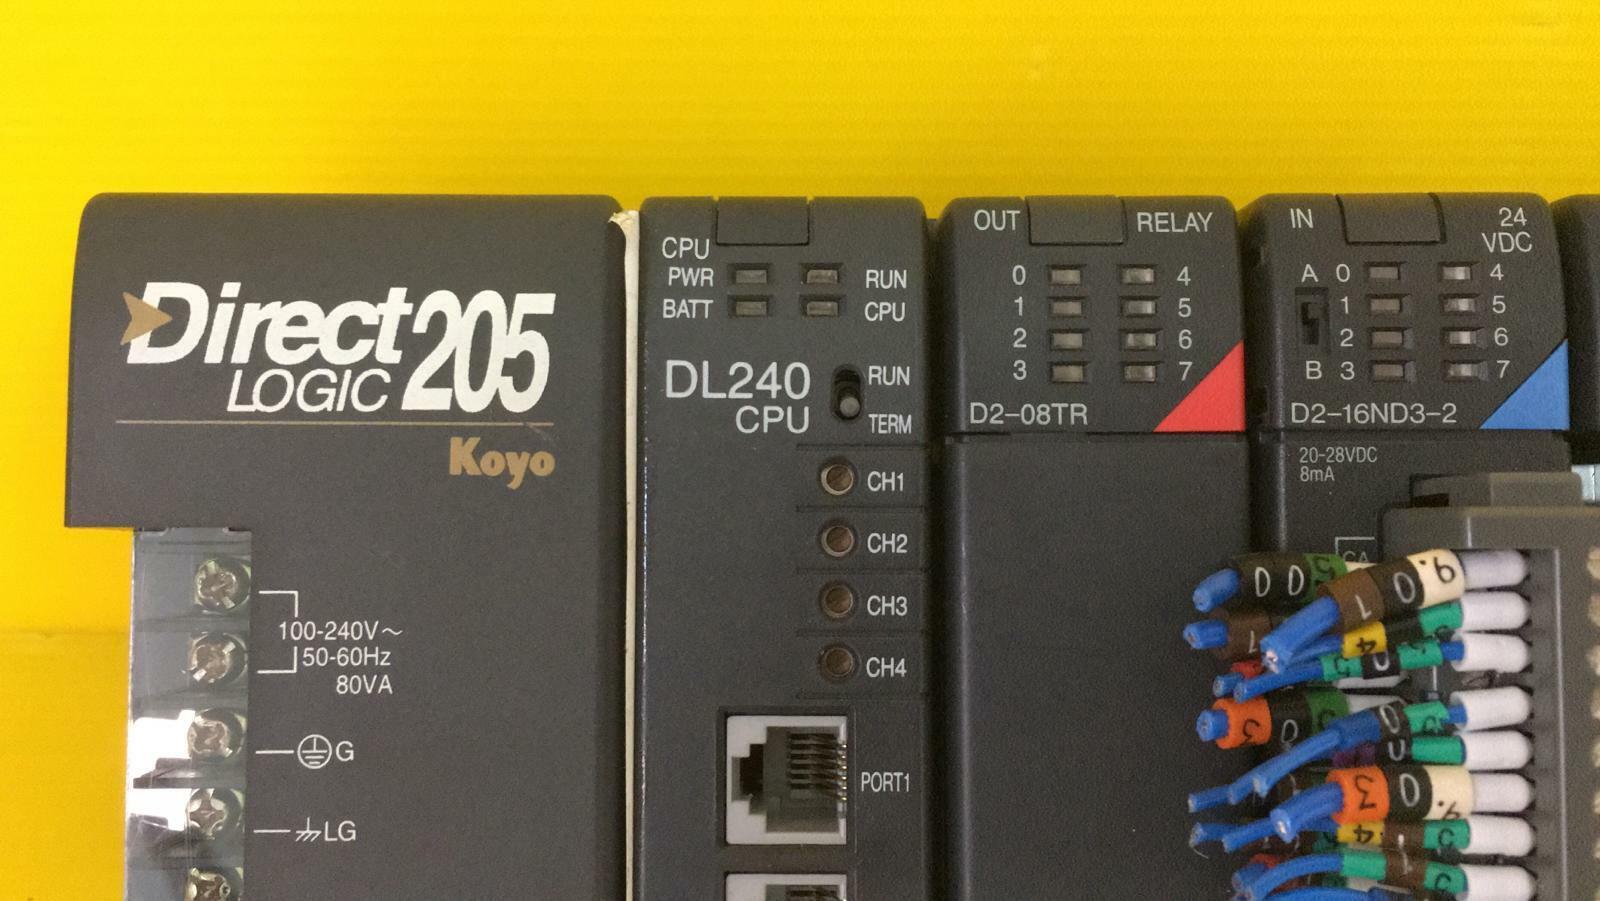 Direct
LOGIC 205
Koyo
100-240V~
50-60Hz
80VA
G
LG
CPU
PWR RUN
BATT CPU
DL240
CPU
RUN
TERM
CH1
CH2
CH3
CH4
PORT1
OUT RELAY
0 4
1 5
2 6
3 7
D2-08TR
IN 24
VDC
A 0 4
1 5
2 6
B 3 7
D2-16ND3-2
20-28VDC
8mA